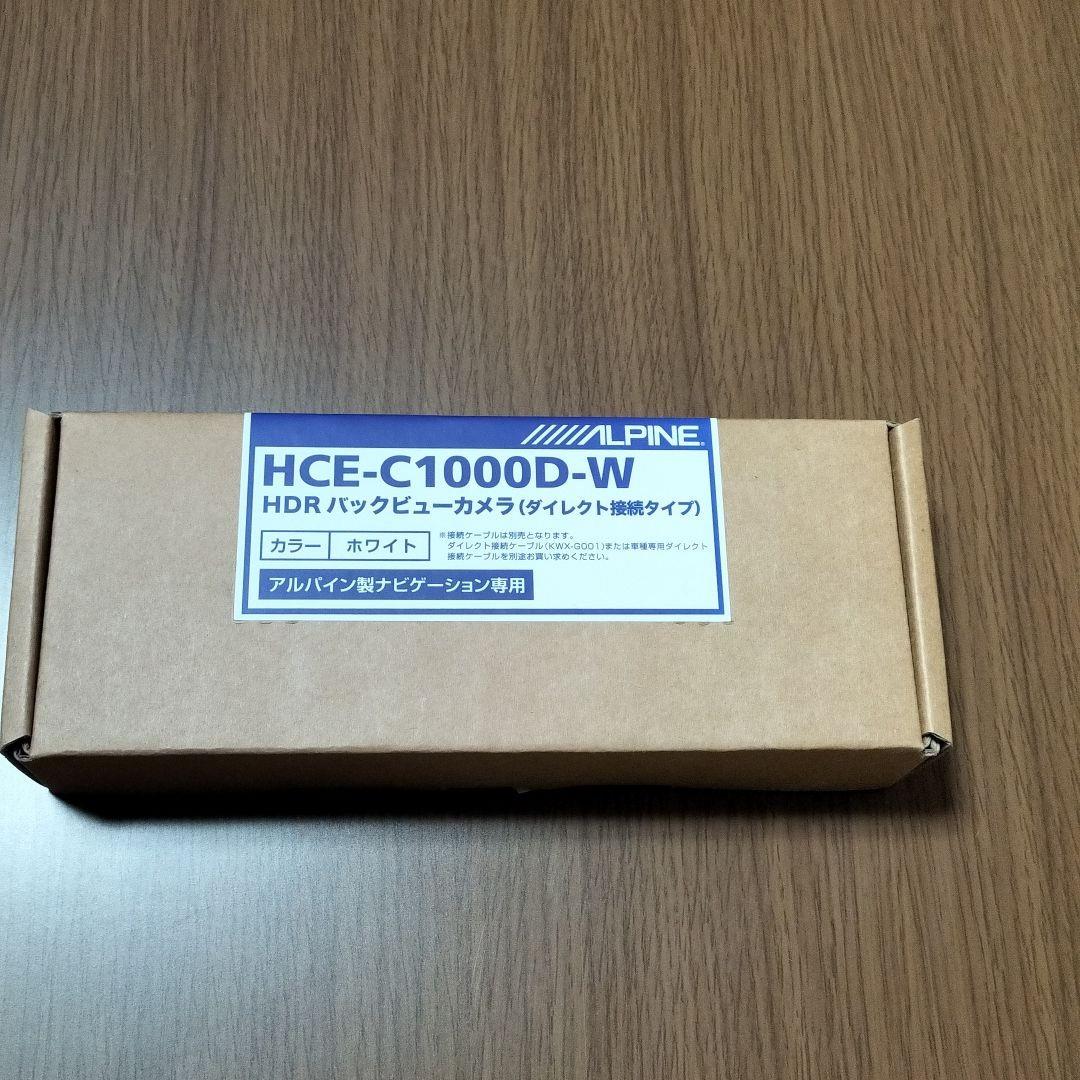 ALPINE
HCE-C1000D-W
HDR バックビューカメラ(ダイレクト接続タイプ)
カラー ホワイト
※接続ケーブルは別売となります。
ダイレクト接続ケーブル(KWX-G001)または車種専用ダイレクト
接続ケーブルを別途お買い求めください。
アルパイン製ナビゲーション専用